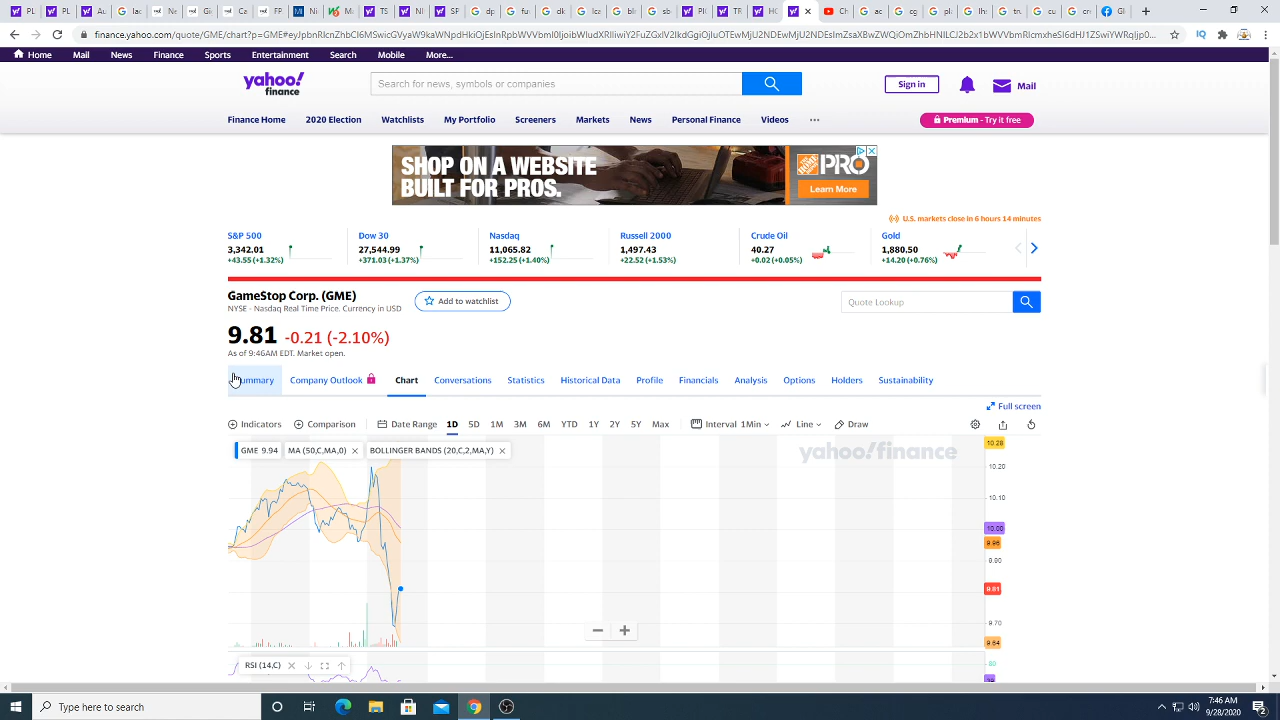 finance.yahoo.com/quote/GME/chart?p=GME#
Home Mail News Finance Sports Entertainment Search Mobile More...
yahoo! finance
Search for news, symbols or companies
Sign in
Mail
Finance Home 2020 Election Watchlists My Portfolio Screeners Markets News Personal Finance Videos ...
Premium - Try it free
SHOP ON A WEBSITE
BUILT FOR PROS.
PRO
Learn More
U.S. markets close in 6 hours 14 minutes
S&P 500 Dow 30 Nasdaq Russell 2000 Crude Oil Gold
3,342.01 27,544.99 11,065.82 1,497.43 40.27 1,880.50
+43.55 (+1.32%) +371.03 (+1.37%) +152.25 (+1.40%) +22.52 (+1.53%) +0.02 (+0.05%) +14.20 (+0.76%)
GameStop Corp. (GME)
NYSE - Nasdaq Real Time Price. Currency in USD
Add to watchlist
Quote Lookup
9.81 -0.21 (-2.10%)
As of 9:46AM EDT. Market open.
Summary Company Outlook Chart Conversations Statistics Historical Data Profile Financials Analysis Options Holders Sustainability
Full screen
Indicators Comparison Date Range 1D 5D 1M 3M 6M YTD 1Y 2Y 5Y Max Interval 1Min Line Draw
GME 9.94 MA (50,C,MA,0) BOLLINGER BANDS (20,C,2,MA,Y)
yahoo!finance
10.28
10.20
10.10
10.00
9.96
9.90
9.81
9.70
9.64
RSI (14,C)
80
Type here to search
7:46 AM
9/28/2020
2